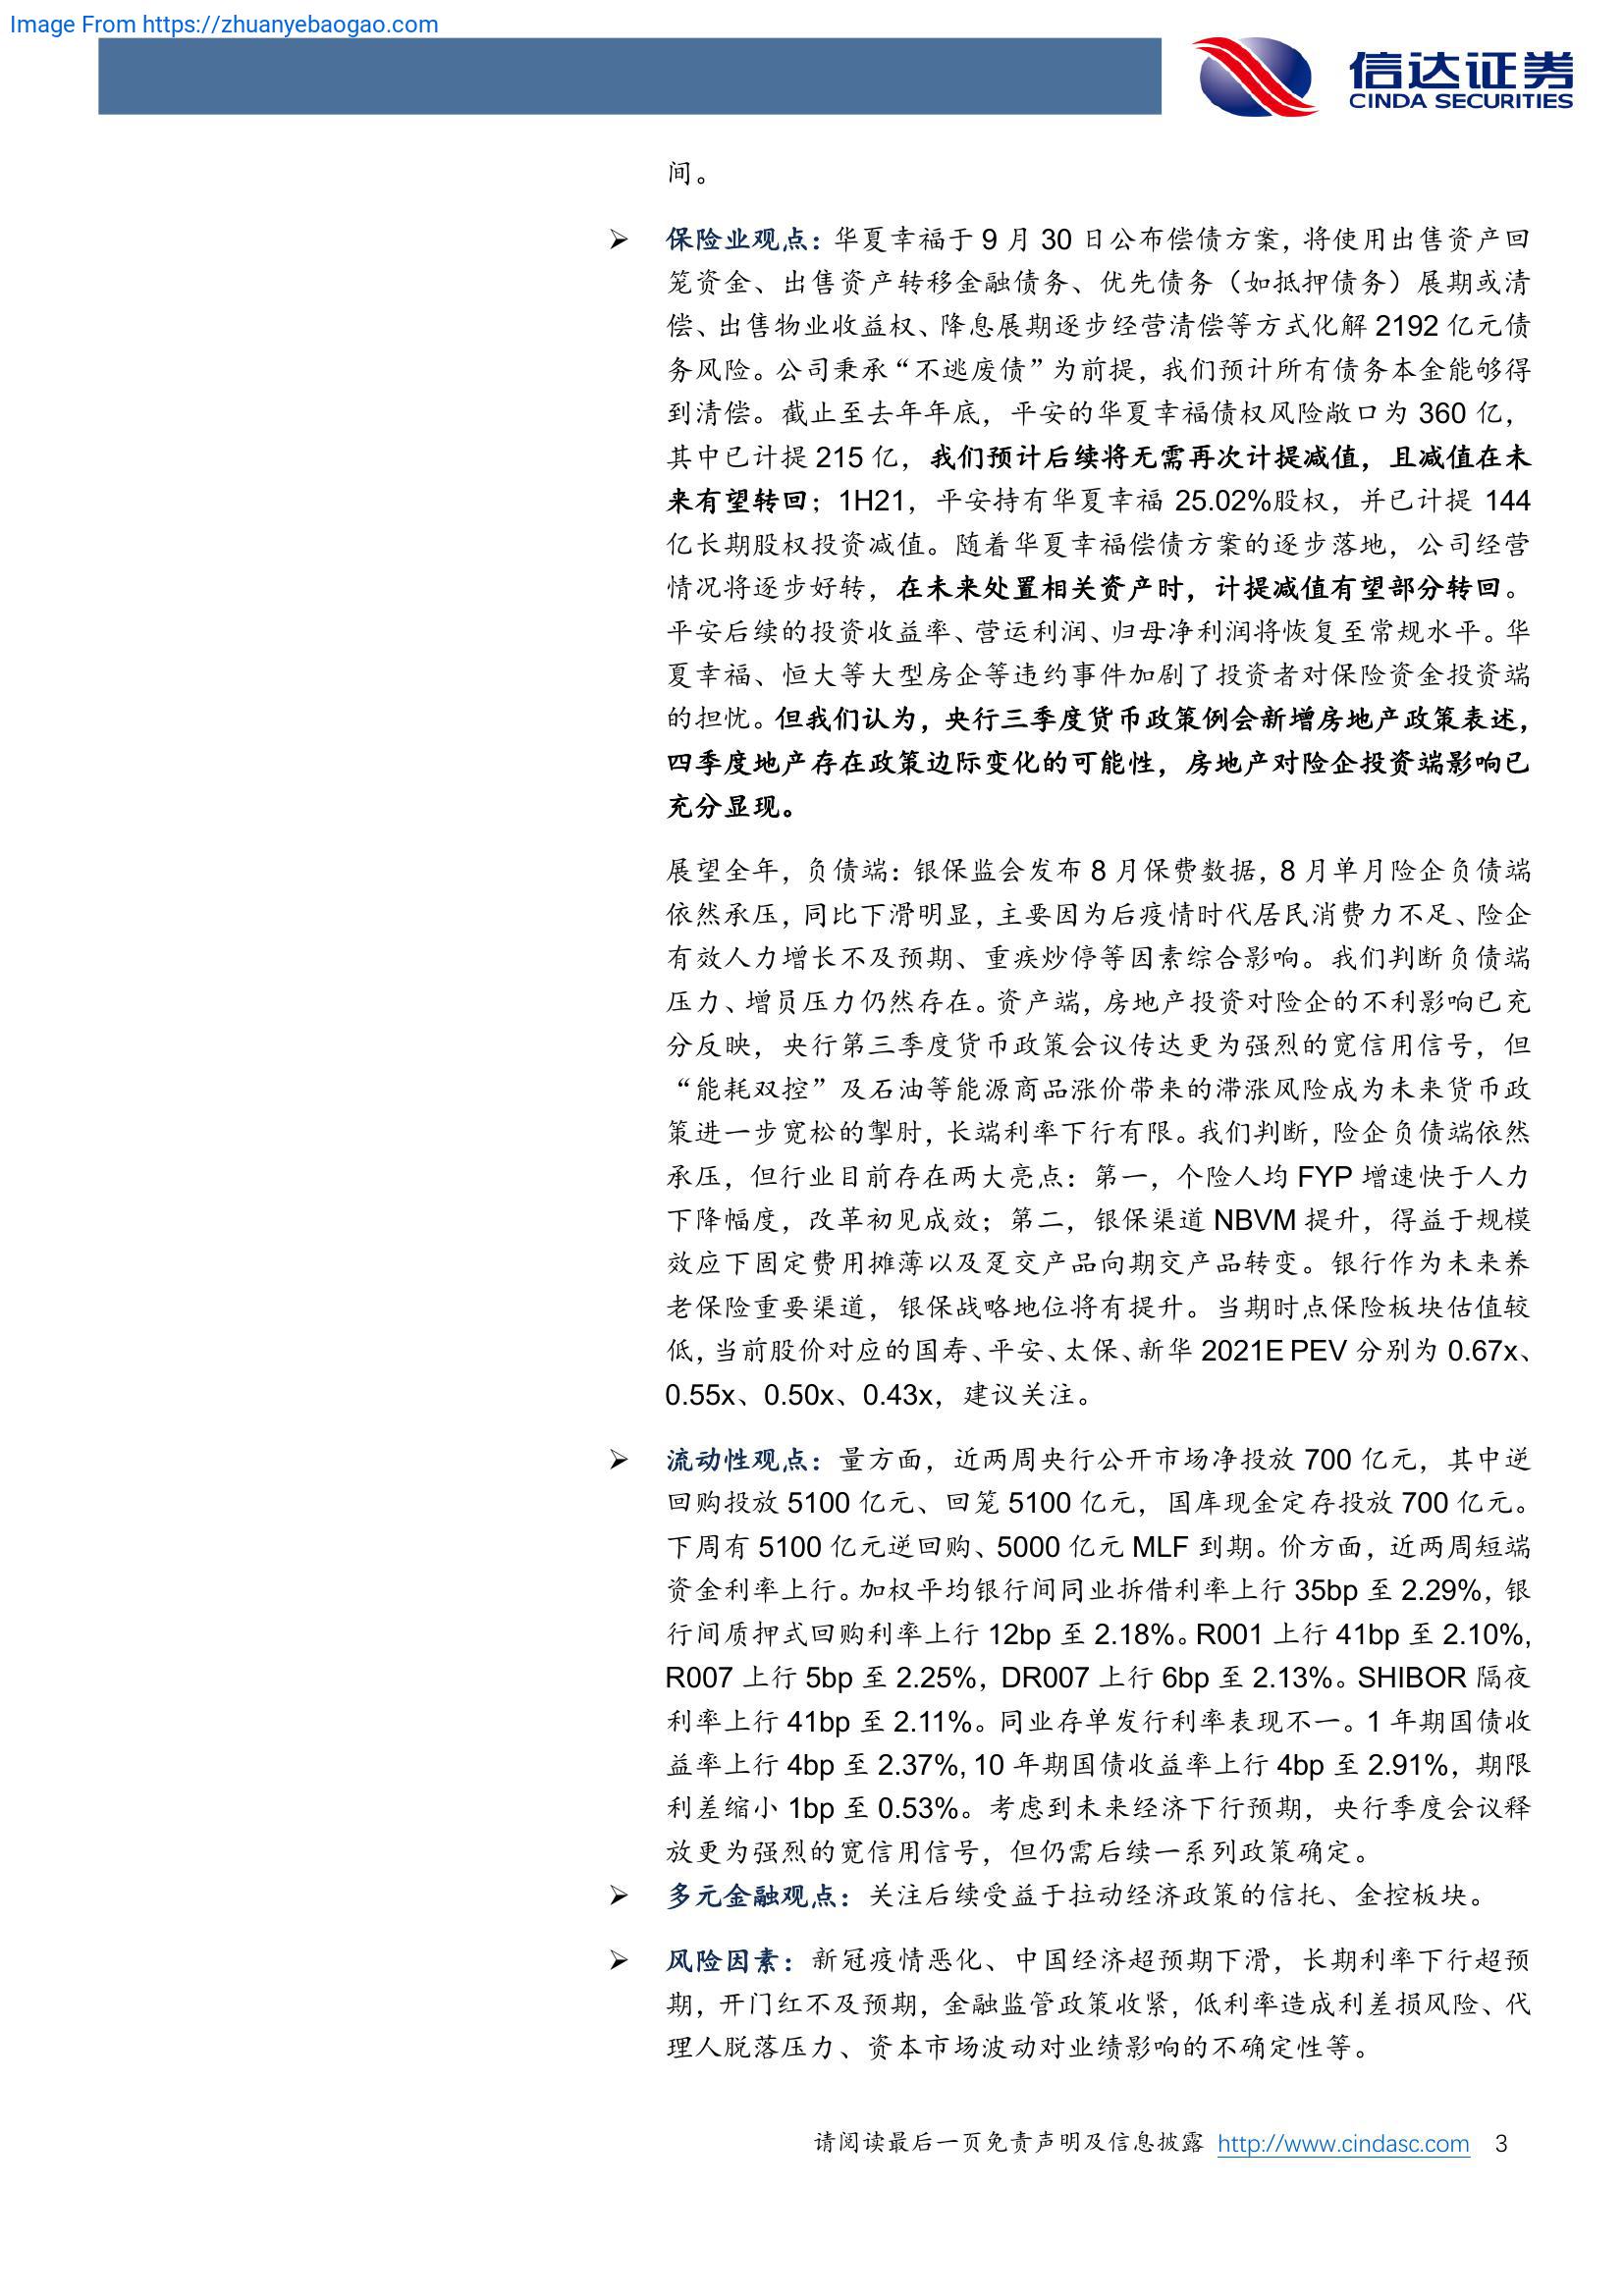 Image From https://zhuanyebaogao.com
信达证券
CINDA SECURITIES
间。
➢ 保险业观点：华夏幸福于 9 月 30 日公布偿债方案，将使用出售资产回
笼资金、出售资产转移金融债务、优先债务（如抵押债务）展期或清
偿、出售物业收益权、降息展期逐步经营清偿等方式化解 2192 亿元债
务风险。公司秉承“不逃废债”为前提，我们预计所有债务本金能够得
到清偿。截止至去年年底，平安的华夏幸福债权风险敞口为 360 亿，
其中已计提 215 亿，我们预计后续将无需再次计提减值，且减值在未
来有望转回；1H21，平安持有华夏幸福 25.02%股权，并已计提 144
亿长期股权投资减值。随着华夏幸福偿债方案的逐步落地，公司经营
情况将逐步好转，在未来处置相关资产时，计提减值有望部分转回。
平安后续的投资收益率、营运利润、归母净利润将恢复至常规水平。华
夏幸福、恒大等大型房企等违约事件加剧了投资者对保险资金投资端
的担忧。但我们认为，央行三季度货币政策例会新增房地产政策表述，
四季度地产存在政策边际变化的可能性，房地产对险企投资端影响已
充分显现。
展望全年，负债端：银保监会发布 8 月保费数据，8 月单月险企负债端
依然承压，同比下滑明显，主要因为后疫情时代居民消费力不足、险企
有效人力增长不及预期、重疾炒停等因素综合影响。我们判断负债端
压力、增员压力仍然存在。资产端，房地产投资对险企的不利影响已充
分反映，央行第三季度货币政策会议传达更为强烈的宽信用信号，但
“能耗双控”及石油等能源商品涨价带来的滞涨风险成为未来货币政
策进一步宽松的掣肘，长端利率下行有限。我们判断，险企负债端依然
承压，但行业目前存在两大亮点：第一，个险人均 FYP 增速快于人力
下降幅度，改革初见成效；第二，银保渠道 NBVM 提升，得益于规模
效应下固定费用摊薄以及趸交产品向期交产品转变。银行作为未来养
老保险重要渠道，银保战略地位将有提升。当期时点保险板块估值较
低，当前股价对应的国寿、平安、太保、新华 2021E PEV 分别为 0.67x、
0.55x、0.50x、0.43x，建议关注。
➢ 流动性观点：量方面，近两周央行公开市场净投放 700 亿元，其中逆
回购投放 5100 亿元、回笼 5100 亿元，国库现金定存投放 700 亿元。
下周有 5100 亿元逆回购、5000 亿元 MLF 到期。价方面，近两周短端
资金利率上行。加权平均银行间同业拆借利率上行 35bp 至 2.29%，银
行间质押式回购利率上行 12bp 至 2.18%。R001 上行 41bp 至 2.10%,
R007 上行 5bp 至 2.25%，DR007 上行 6bp 至 2.13%。SHIBOR 隔夜
利率上行 41bp 至 2.11%。同业存单发行利率表现不一。1 年期国债收
益率上行 4bp 至 2.37%, 10 年期国债收益率上行 4bp 至 2.91%，期限
利差缩小 1bp 至 0.53%。考虑到未来经济下行预期，央行季度会议释
放更为强烈的宽信用信号，但仍需后续一系列政策确定。
➢ 多元金融观点：关注后续受益于拉动经济政策的信托、金控板块。
➢ 风险因素：新冠疫情恶化、中国经济超预期下滑，长期利率下行超预
期，开门红不及预期，金融监管政策收紧，低利率造成利差损风险、代
理人脱落压力、资本市场波动对业绩影响的不确定性等。
请阅读最后一页免责声明及信息披露 http://www.cindasc.com 3